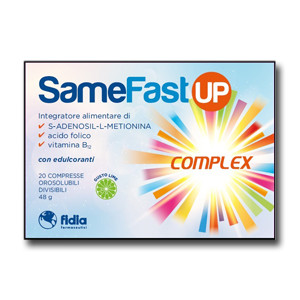 SameFast UP
Integratore alimentare di
S-ADENOSIL-L-METIONINA
acido folico
vitamina B12
con edulcoranti
COMPLEX
20 COMPRESSE
OROSOLUBILI
DIVISIBILI
48 g
GUSTO LIME
fidia
farmaceutici